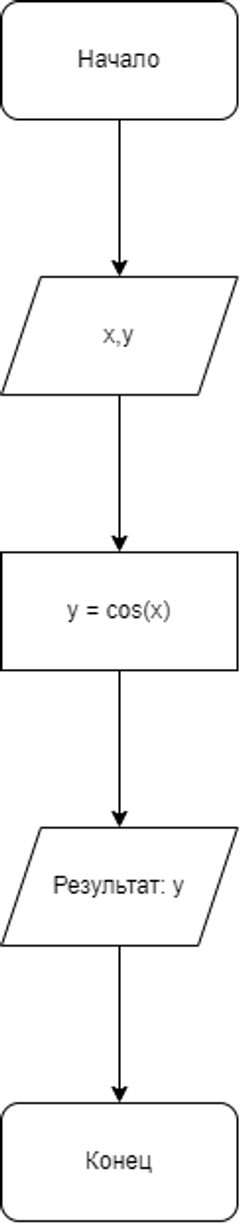 Начало
x,y
y = cos(x)
Результат: y
Конец